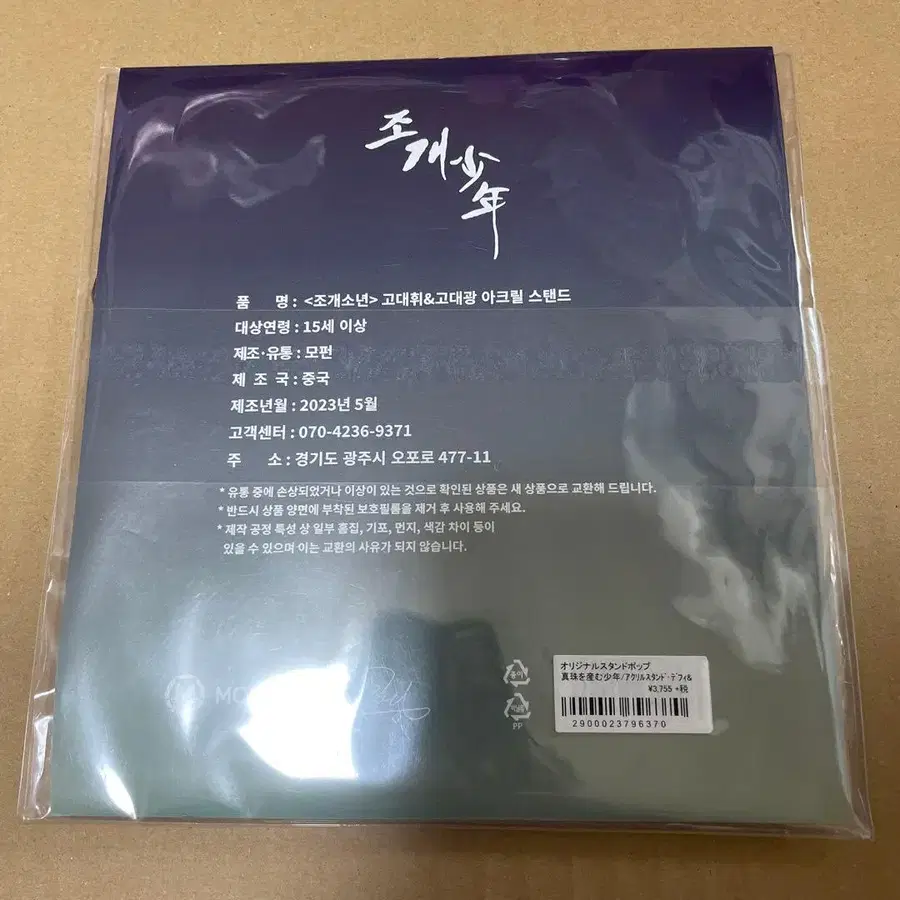 조개少年
품 명 : <조개소년> 고대휘&고대광 아크릴 스탠드
대상연령 : 15세 이상
제조·유통 : 모펀
제 조 국 : 중국
제조년월 : 2023년 5월
고객센터 : 070-4236-9371
주 소 : 경기도 광주시 오포로 477-11
* 유통 중에 손상되었거나 이상이 있는 것으로 확인된 상품은 새 상품으로 교환해 드립니다.
* 반드시 상품 양면에 부착된 보호필름을 제거 후 사용해 주세요.
* 제작 공정 특성 상 일부 흠집, 기포, 먼지, 색감 차이 등이
있을 수 있으며 이는 교환의 사유가 되지 않습니다.
オリジナルスタンドポップ
真珠を産む少年/アクリルスタンド・デフィ&
¥3,755 +税
2900023796370
종이
PP